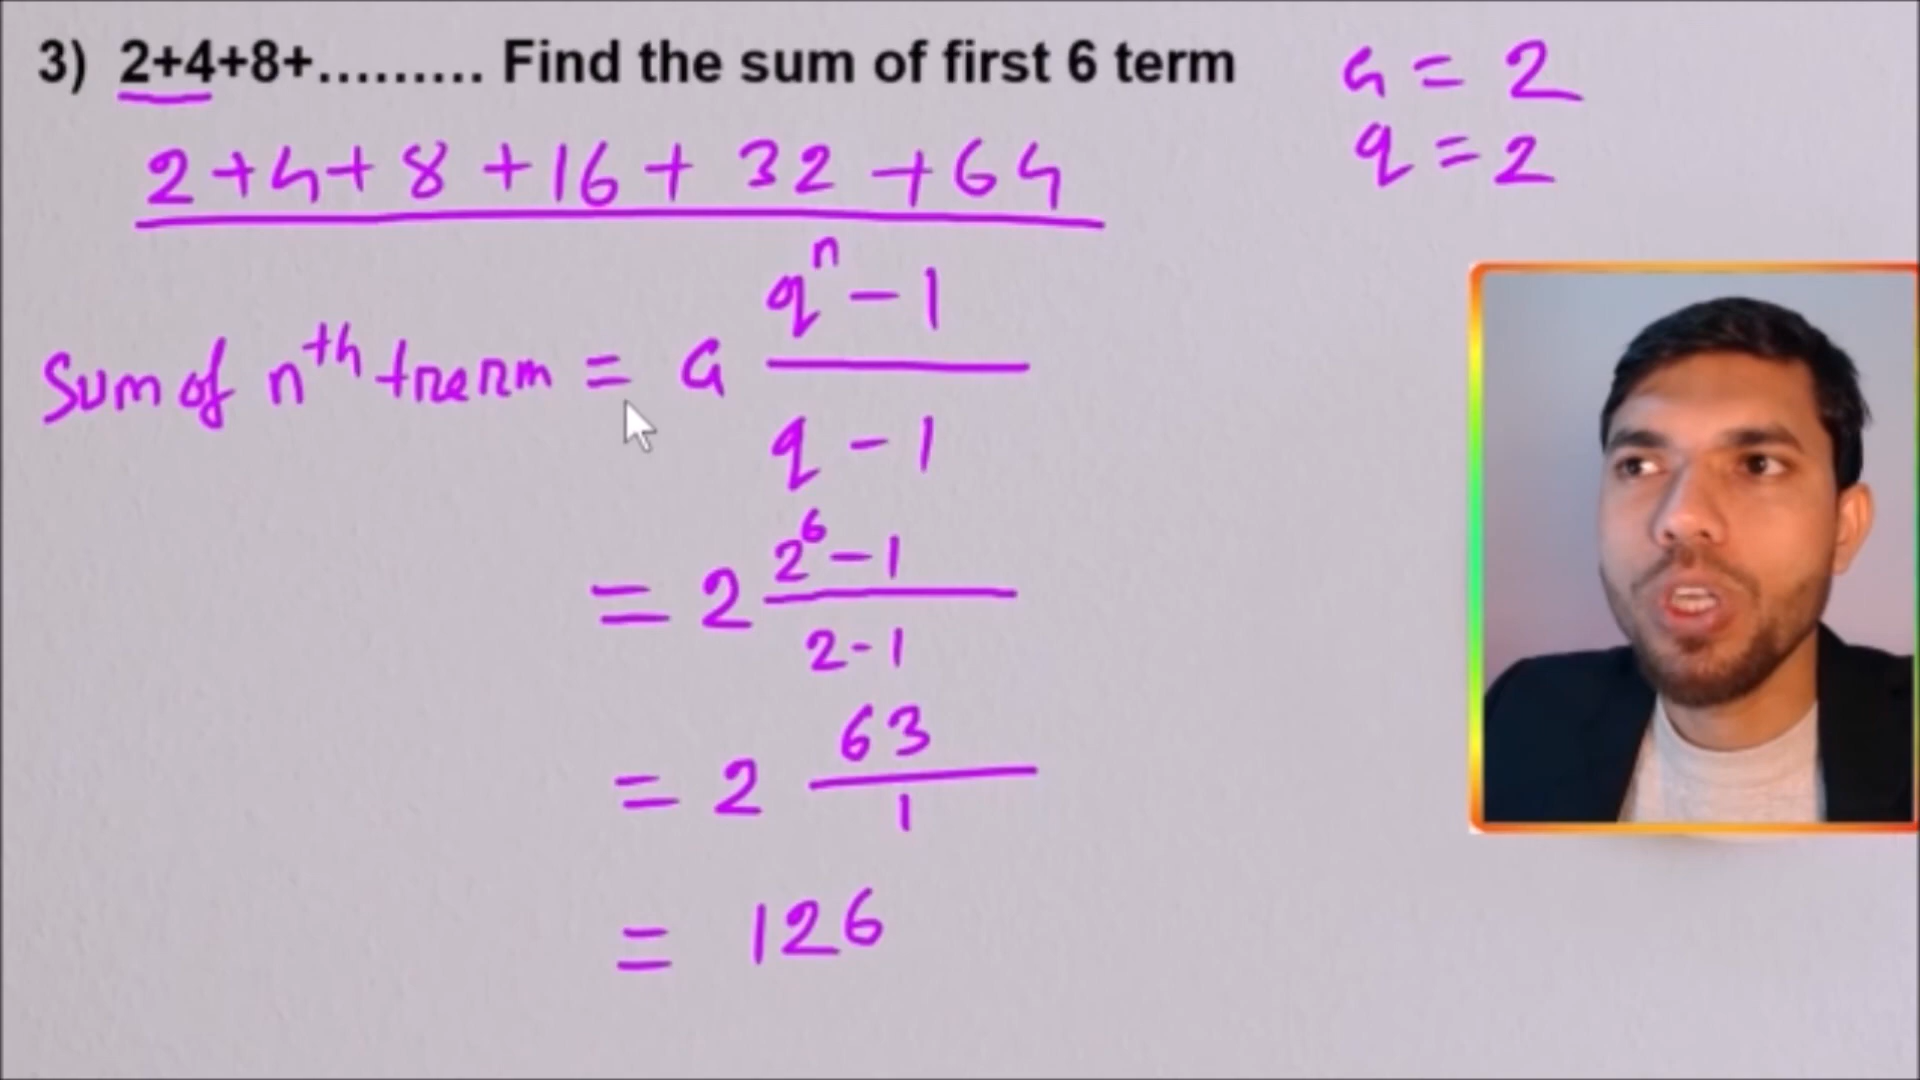 3) 2+4+8+......... Find the sum of first 6 term
a = 2
q = 2
2+4+8+16+32+64
Sum of nth trerm = a q^n - 1 / q - 1
= 2 2^6 - 1 / 2 - 1
= 2 63 / 1
= 126